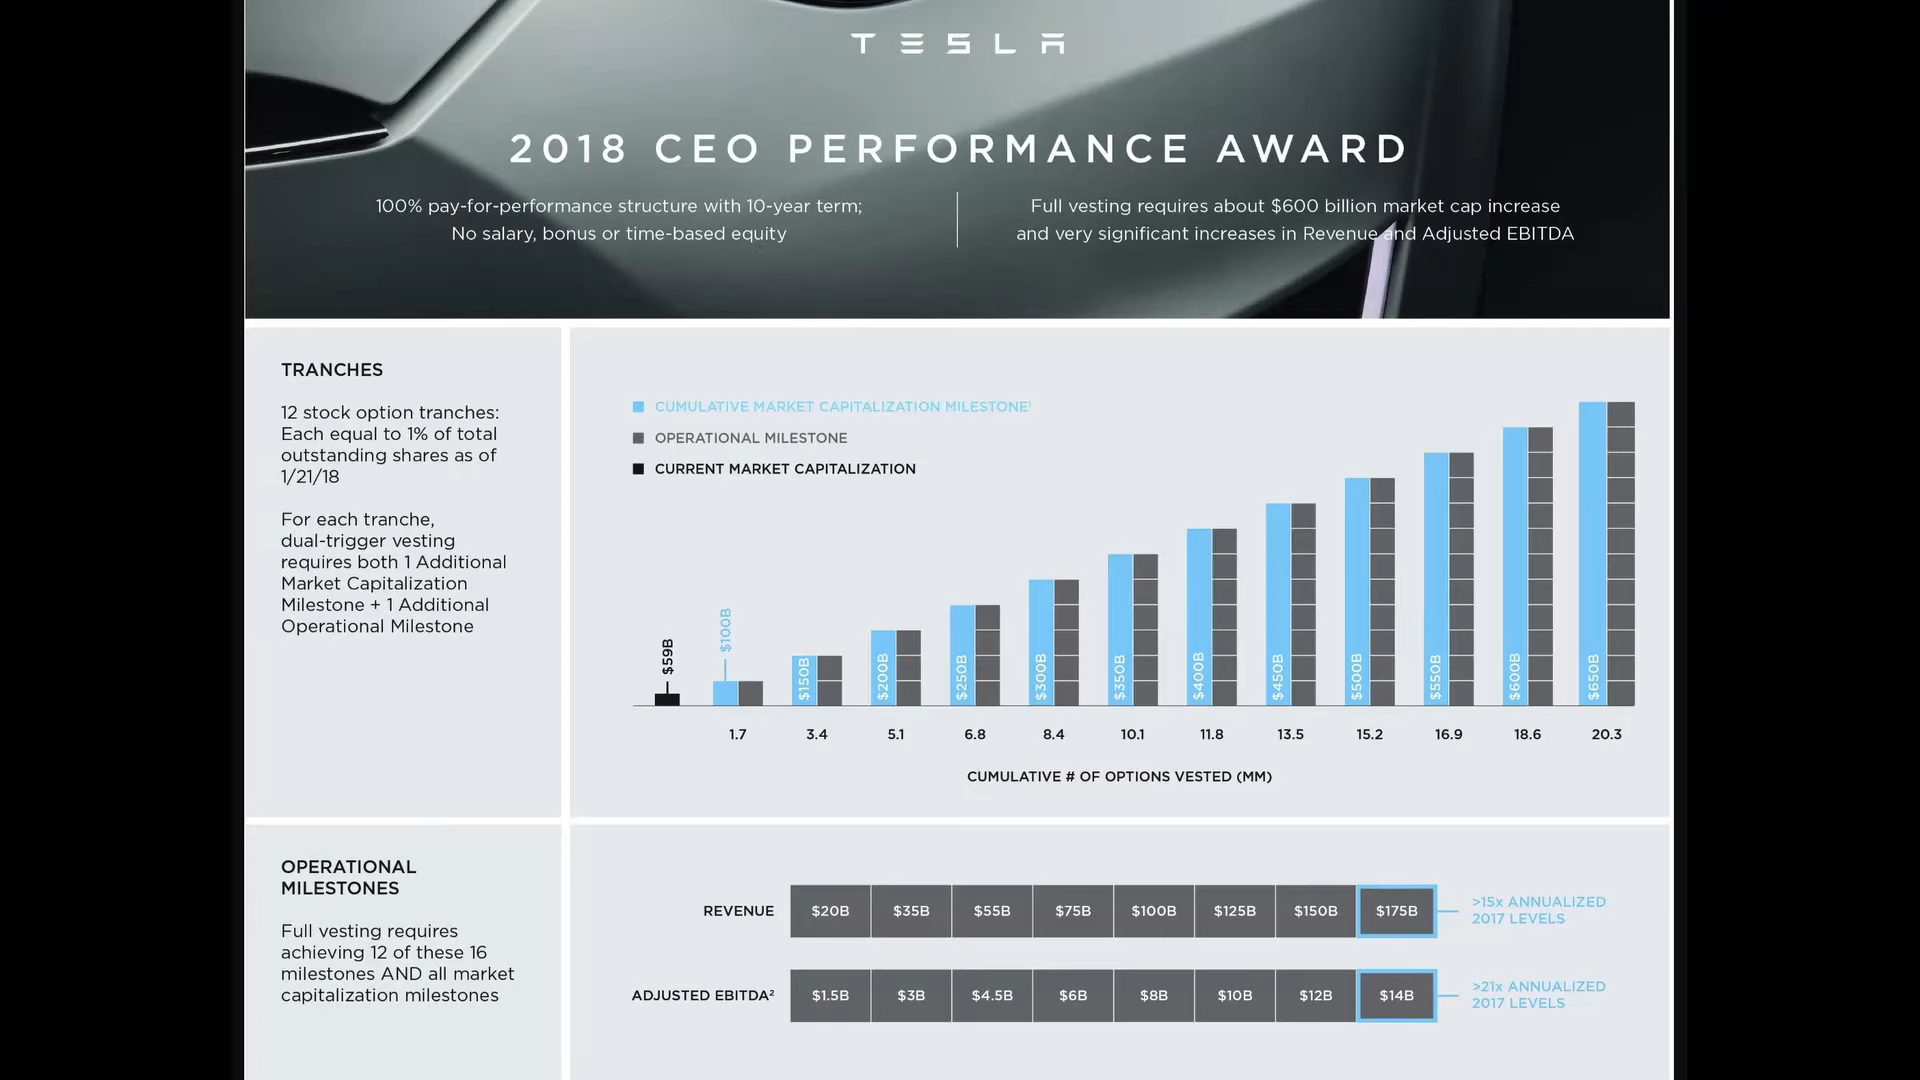 TESLA
2018 CEO PERFORMANCE AWARD
100% pay-for-performance structure with 10-year term;
No salary, bonus or time-based equity
Full vesting requires about $600 billion market cap increase
and very significant increases in Revenue and Adjusted EBITDA
TRANCHES
12 stock option tranches:
Each equal to 1% of total
outstanding shares as of
1/21/18
For each tranche,
dual-trigger vesting
requires both 1 Additional
Market Capitalization
Milestone + 1 Additional
Operational Milestone
CUMULATIVE MARKET CAPITALIZATION MILESTONE¹
OPERATIONAL MILESTONE
CURRENT MARKET CAPITALIZATION
$59B $100B $150B $200B $250B $300B $350B $400B $450B $500B $550B $600B $650B
1.7 3.4 5.1 6.8 8.4 10.1 11.8 13.5 15.2 16.9 18.6 20.3
CUMULATIVE # OF OPTIONS VESTED (MM)
OPERATIONAL
MILESTONES
Full vesting requires
achieving 12 of these 16
milestones AND all market
capitalization milestones
REVENUE $20B $35B $55B $75B $100B $125B $150B $175B
>15x ANNUALIZED
2017 LEVELS
ADJUSTED EBITDA² $1.5B $3B $4.5B $6B $8B $10B $12B $14B
>21x ANNUALIZED
2017 LEVELS